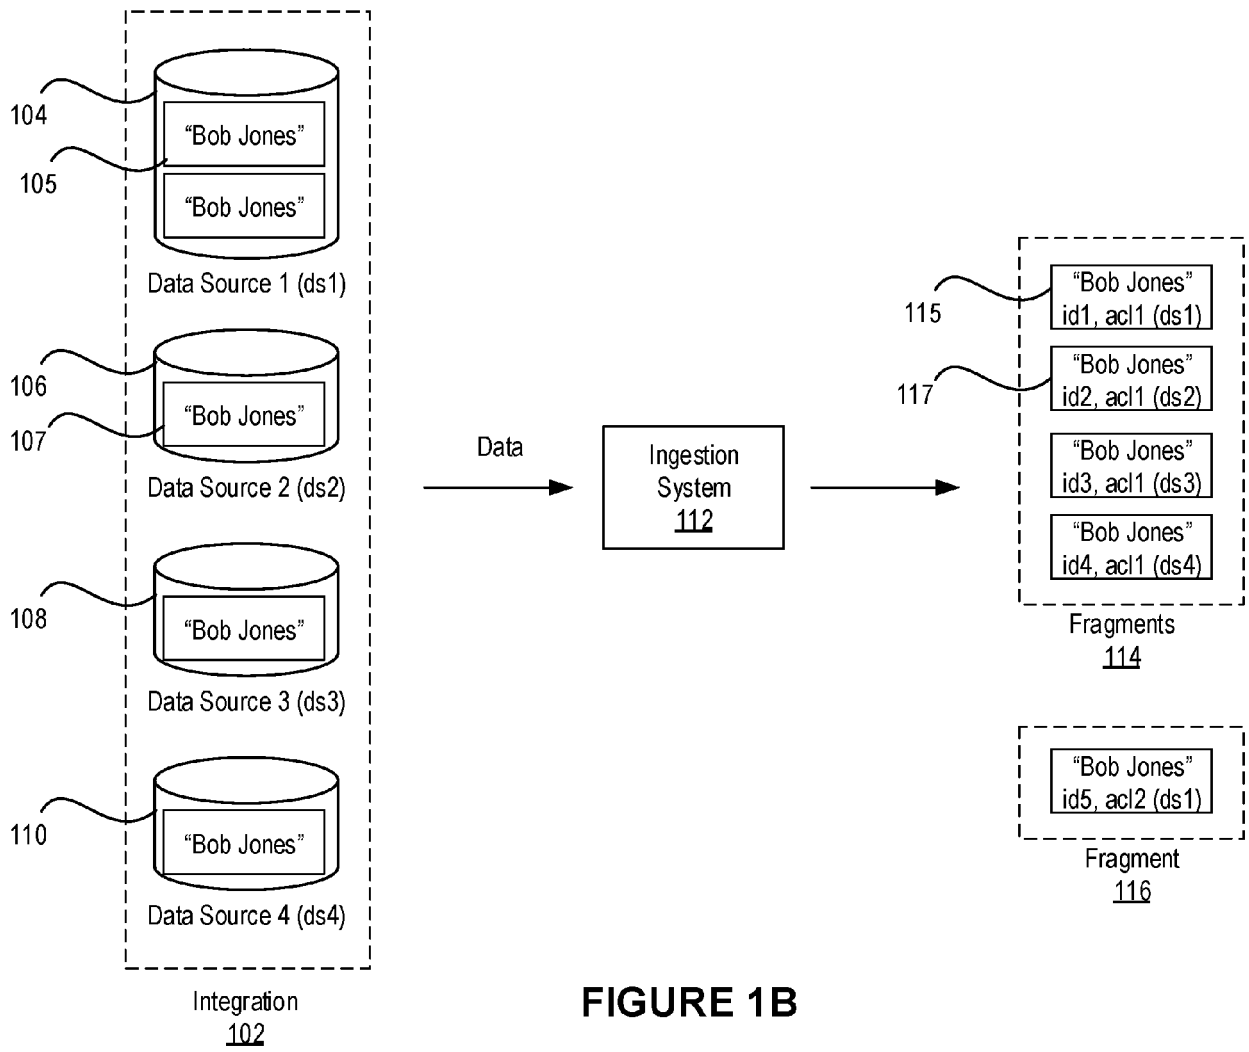 104
“Bob Jones”
105
“Bob Jones”
Data Source 1 (ds1)
106
“Bob Jones”
107
Data Source 2 (ds2)
108
“Bob Jones”
Data Source 3 (ds3)
110
“Bob Jones”
Data Source 4 (ds4)
Integration
102
Data
Ingestion
System
112
115
“Bob Jones”
id1, acl1 (ds1)
117
“Bob Jones”
id2, acl1 (ds2)
“Bob Jones”
id3, acl1 (ds3)
“Bob Jones”
id4, acl1 (ds4)
Fragments
114
“Bob Jones”
id5, acl2 (ds1)
Fragment
116
FIGURE 1B